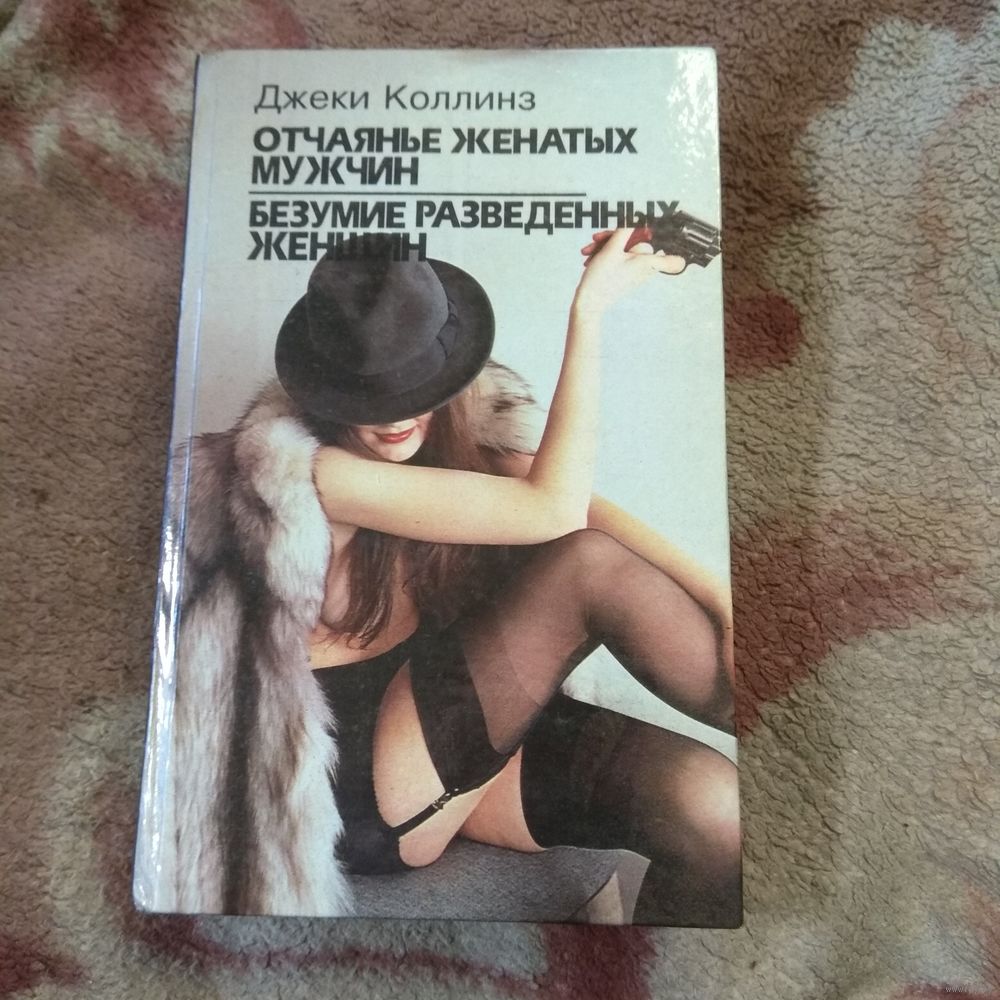 Джеки Коллинз
ОТЧАЯНЬЕ ЖЕНАТЫХ
МУЖЧИН
БЕЗУМИЕ РАЗВЕДЕННЫХ
ЖЕНЩИН